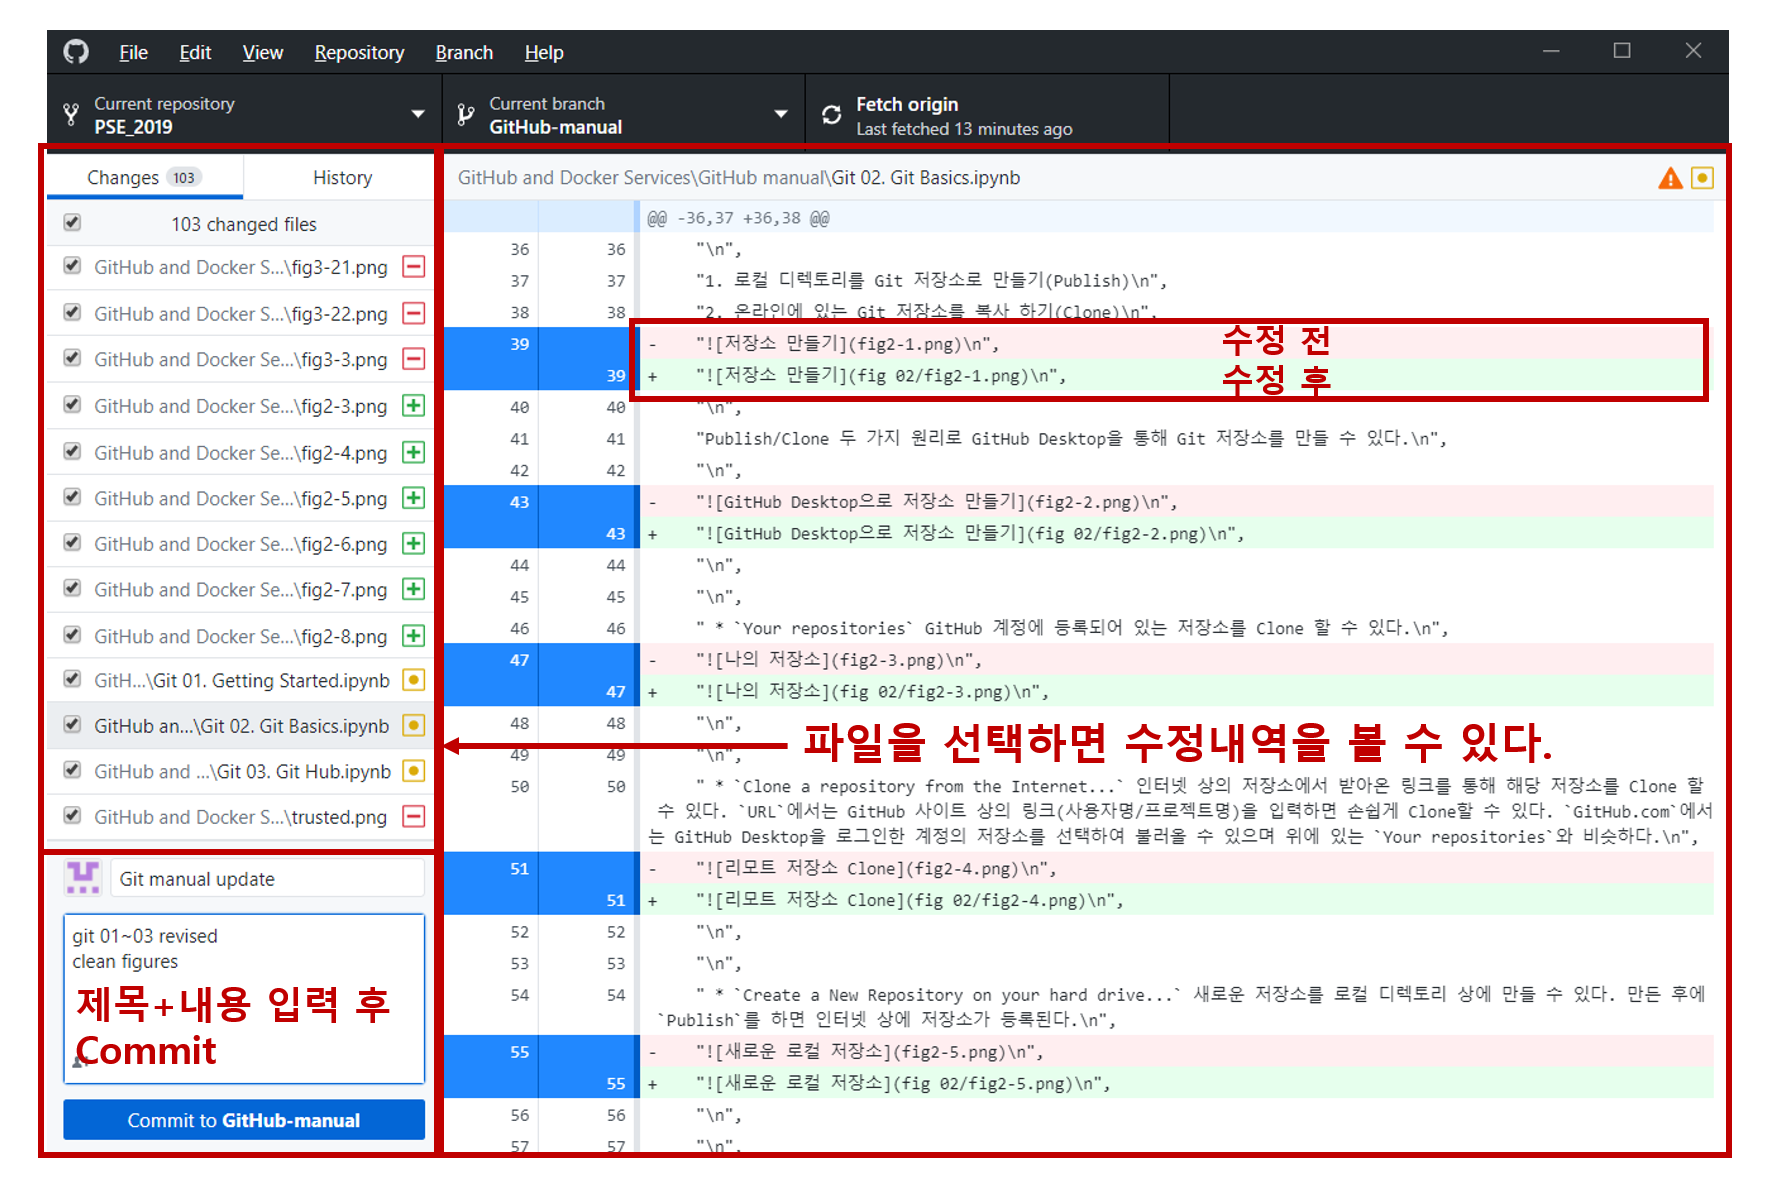 File Edit View Repository Branch Help
Current repository
PSE_2019
Current branch
GitHub-manual
Fetch origin
Last fetched 13 minutes ago
Changes 103
History
103 changed files
GitHub and Docker S...\fig3-21.png
GitHub and Docker S...\fig3-22.png
GitHub and Docker S...\fig3-3.png
GitHub and Docker Se...\fig2-3.png
GitHub and Docker Se...\fig2-4.png
GitHub and Docker Se...\fig2-5.png
GitHub and Docker Se...\fig2-6.png
GitHub and Docker Se...\fig2-7.png
GitHub and Docker Se...\fig2-8.png
GitH...\Git 01. Getting Started.ipynb
GitHub an...\Git 02. Git Basics.ipynb
GitHub and ...\Git 03. Git Hub.ipynb
GitHub and Docker S...\trusted.png
Git manual update
git 01~03 revised
clean figures
제목+내용 입력 후
Commit
Commit to GitHub-manual
GitHub and Docker Services\GitHub manual\Git 02. Git Basics.ipynb
@@ -36,37 +36,38 @@
36 36 "\n",
37 37 "1. 로컬 디렉토리를 Git 저장소로 만들기(Publish)\n",
38 38 "2. 온라인에 있는 Git 저장소를 복사 하기(Clone)\n",
39 - "![저장소 만들기](fig2-1.png)\n", 수정 전
39 + "![저장소 만들기](fig 02/fig2-1.png)\n", 수정 후
40 40 "\n",
41 41 "Publish/Clone 두 가지 원리로 GitHub Desktop을 통해 Git 저장소를 만들 수 있다.\n",
42 42 "\n",
43 - "![GitHub Desktop으로 저장소 만들기](fig2-2.png)\n",
43 + "![GitHub Desktop으로 저장소 만들기](fig 02/fig2-2.png)\n",
44 44 "\n",
45 45 "\n",
46 46 " * `Your repositories` GitHub 계정에 등록되어 있는 저장소를 Clone 할 수 있다.\n",
47 - "![나의 저장소](fig2-3.png)\n",
47 + "![나의 저장소](fig 02/fig2-3.png)\n",
48 48 "\n",
파일을 선택하면 수정내역을 볼 수 있다.
49 49 "\n",
50 50 " * `Clone a repository from the Internet...` 인터넷 상의 저장소에서 받아온 링크를 통해 해당 저장소를 Clone 할
수 있다. `URL`에서는 GitHub 사이트 상의 링크(사용자명/프로젝트명)을 입력하면 손쉽게 Clone할 수 있다. `GitHub.com`에서
는 GitHub Desktop을 로그인한 계정의 저장소를 선택하여 불러올 수 있으며 위에 있는 `Your repositories`와 비슷하다.\n",
51 - "![리모트 저장소 Clone](fig2-4.png)\n",
51 + "![리모트 저장소 Clone](fig 02/fig2-4.png)\n",
52 52 "\n",
53 53 "\n",
54 54 " * `Create a New Repository on your hard drive...` 새로운 저장소를 로컬 디렉토리 상에 만들 수 있다. 만든 후에
`Publish`를 하면 인터넷 상에 저장소가 등록된다.\n",
55 - "![새로운 로컬 저장소](fig2-5.png)\n",
55 + "![새로운 로컬 저장소](fig 02/fig2-5.png)\n",
56 56 "\n",
57 57 "\n",